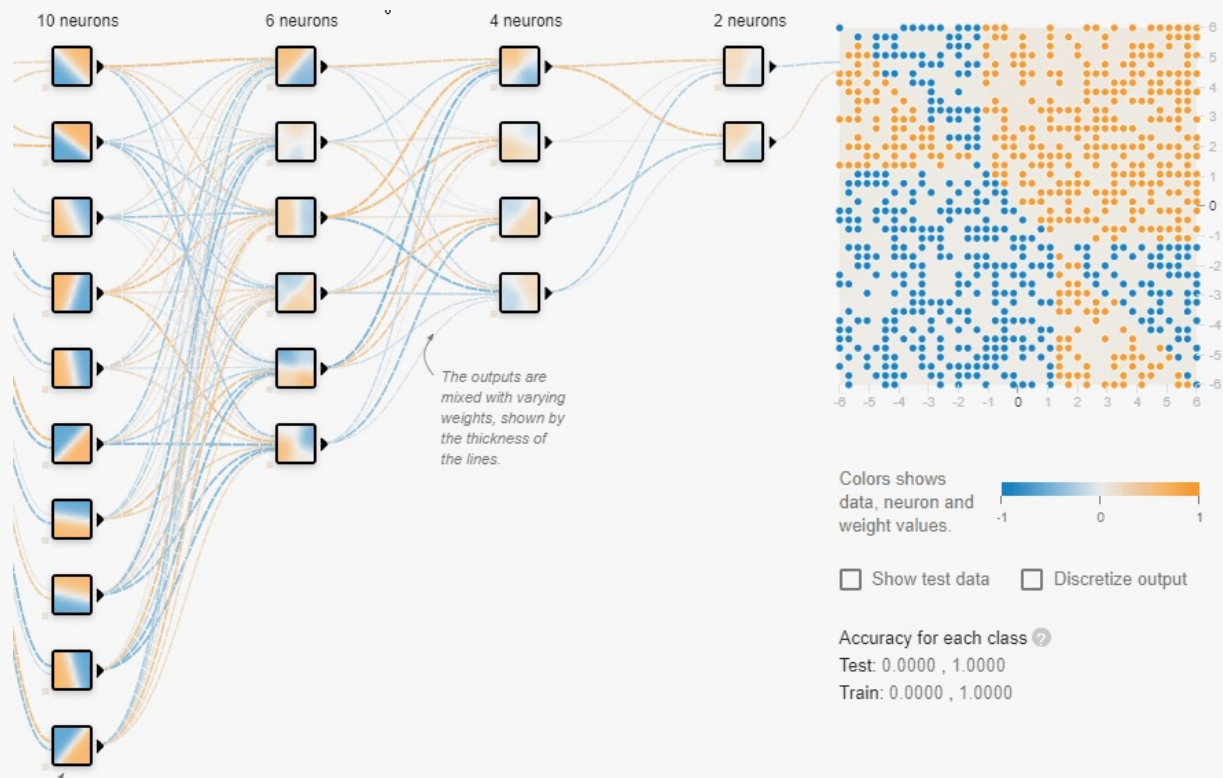 10 neurons
6 neurons
4 neurons
2 neurons
The outputs are
mixed with varying
weights, shown by
the thickness of
the lines.
6
5
4
3
2
1
0
-1
-2
-3
-4
-5
-6
-6 -5 -4 -3 -2 -1 0 1 2 3 4 5 6
Colors shows
data, neuron and
weight values.
-1 0 1
Show test data
Discretize output
Accuracy for each class ?
Test: 0.0000 , 1.0000
Train: 0.0000 , 1.0000